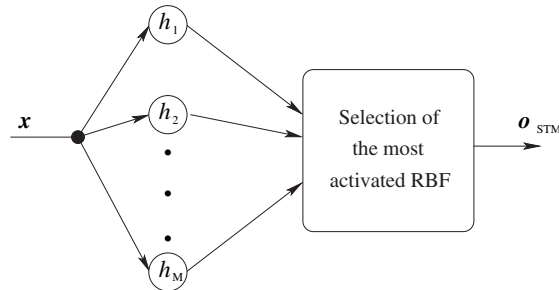 h1
x
h2
Selection of
the most
activated RBF
o STM
hM